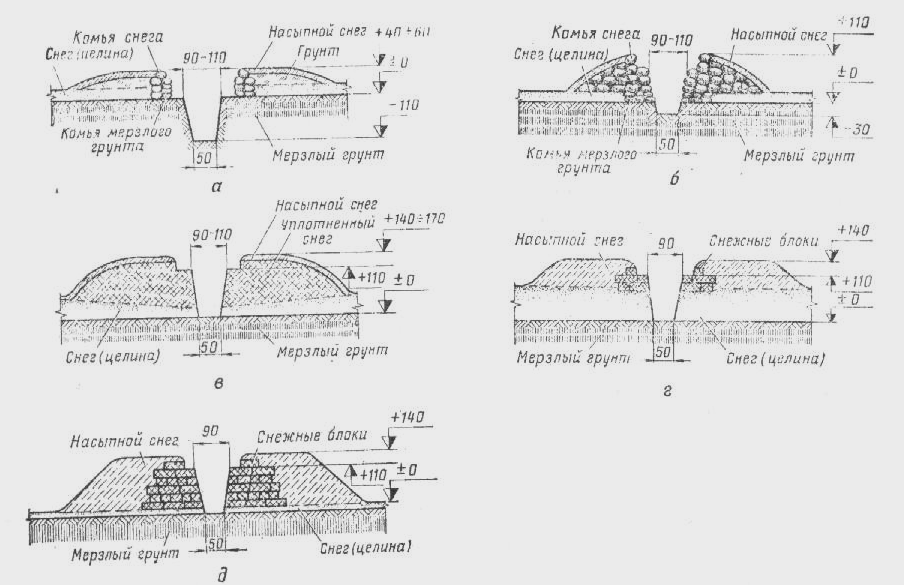 Комья снега
Снег (целина)
90-110
Насыпной снег
Грунт
+40÷60
±0
-110
Комья мерзлого
грунта
50
Мерзлый грунт
а
Комья снега
Снег (целина)
90-110
Насыпной снег
+110
±0
-30
Комья мерзлого
грунта
50
Мерзлый грунт
б
Насыпной снег
Уплотненный
снег
90-110
+140÷170
+110
±0
Снег (целина)
50
Мерзлый грунт
в
Насыпной снег
90
Снежные блоки
+140
+110
±0
Мерзлый грунт
50
Снег (целина)
г
Насыпной снег
90
Снежные блоки
+140
+110
±0
Мерзлый грунт
50
Снег (целина)
д